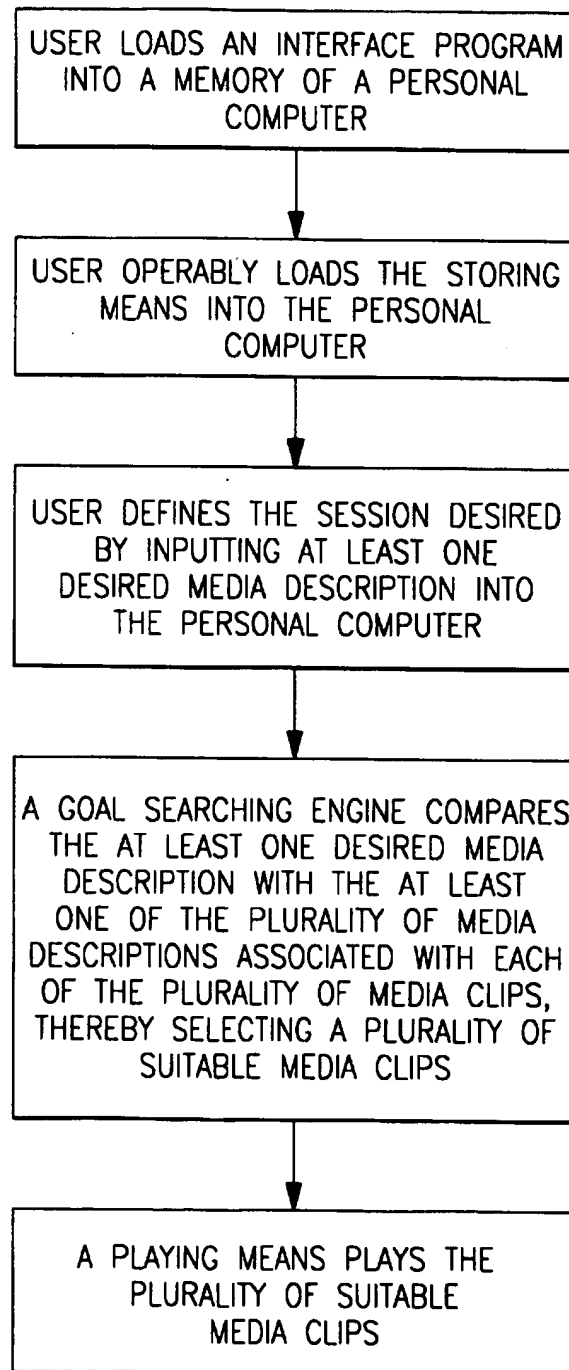 USER LOADS AN INTERFACE PROGRAM
INTO A MEMORY OF A PERSONAL
COMPUTER
USER OPERABLY LOADS THE STORING
MEANS INTO THE PERSONAL
COMPUTER
USER DEFINES THE SESSION DESIRED
BY INPUTTING AT LEAST ONE
DESIRED MEDIA DESCRIPTION INTO
THE PERSONAL COMPUTER
A GOAL SEARCHING ENGINE COMPARES
THE AT LEAST ONE DESIRED MEDIA
DESCRIPTION WITH THE AT LEAST
ONE OF THE PLURALITY OF MEDIA
DESCRIPTIONS ASSOCIATED WITH EACH
OF THE PLURALITY OF MEDIA CLIPS,
THEREBY SELECTING A PLURALITY OF
SUITABLE MEDIA CLIPS
A PLAYING MEANS PLAYS THE
PLURALITY OF SUITABLE
MEDIA CLIPS